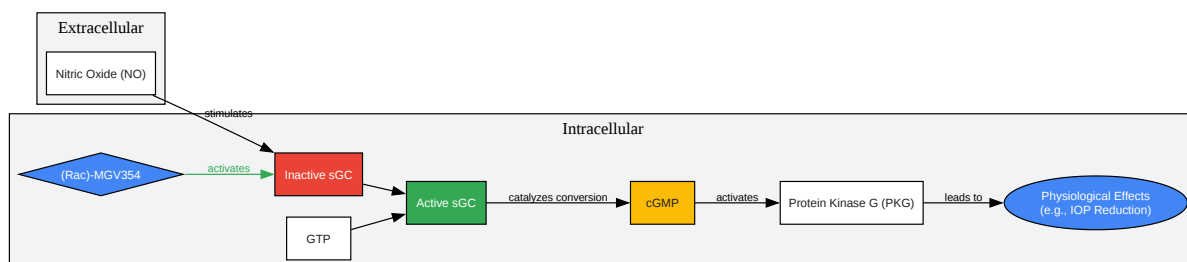 Extracellular
Nitric Oxide (NO)
stimulates
Intracellular
(Rac)-MGV354
activates
Inactive sGC
GTP
Active sGC
catalyzes conversion
cGMP
activates
Protein Kinase G (PKG)
leads to
Physiological Effects
(e.g., IOP Reduction)